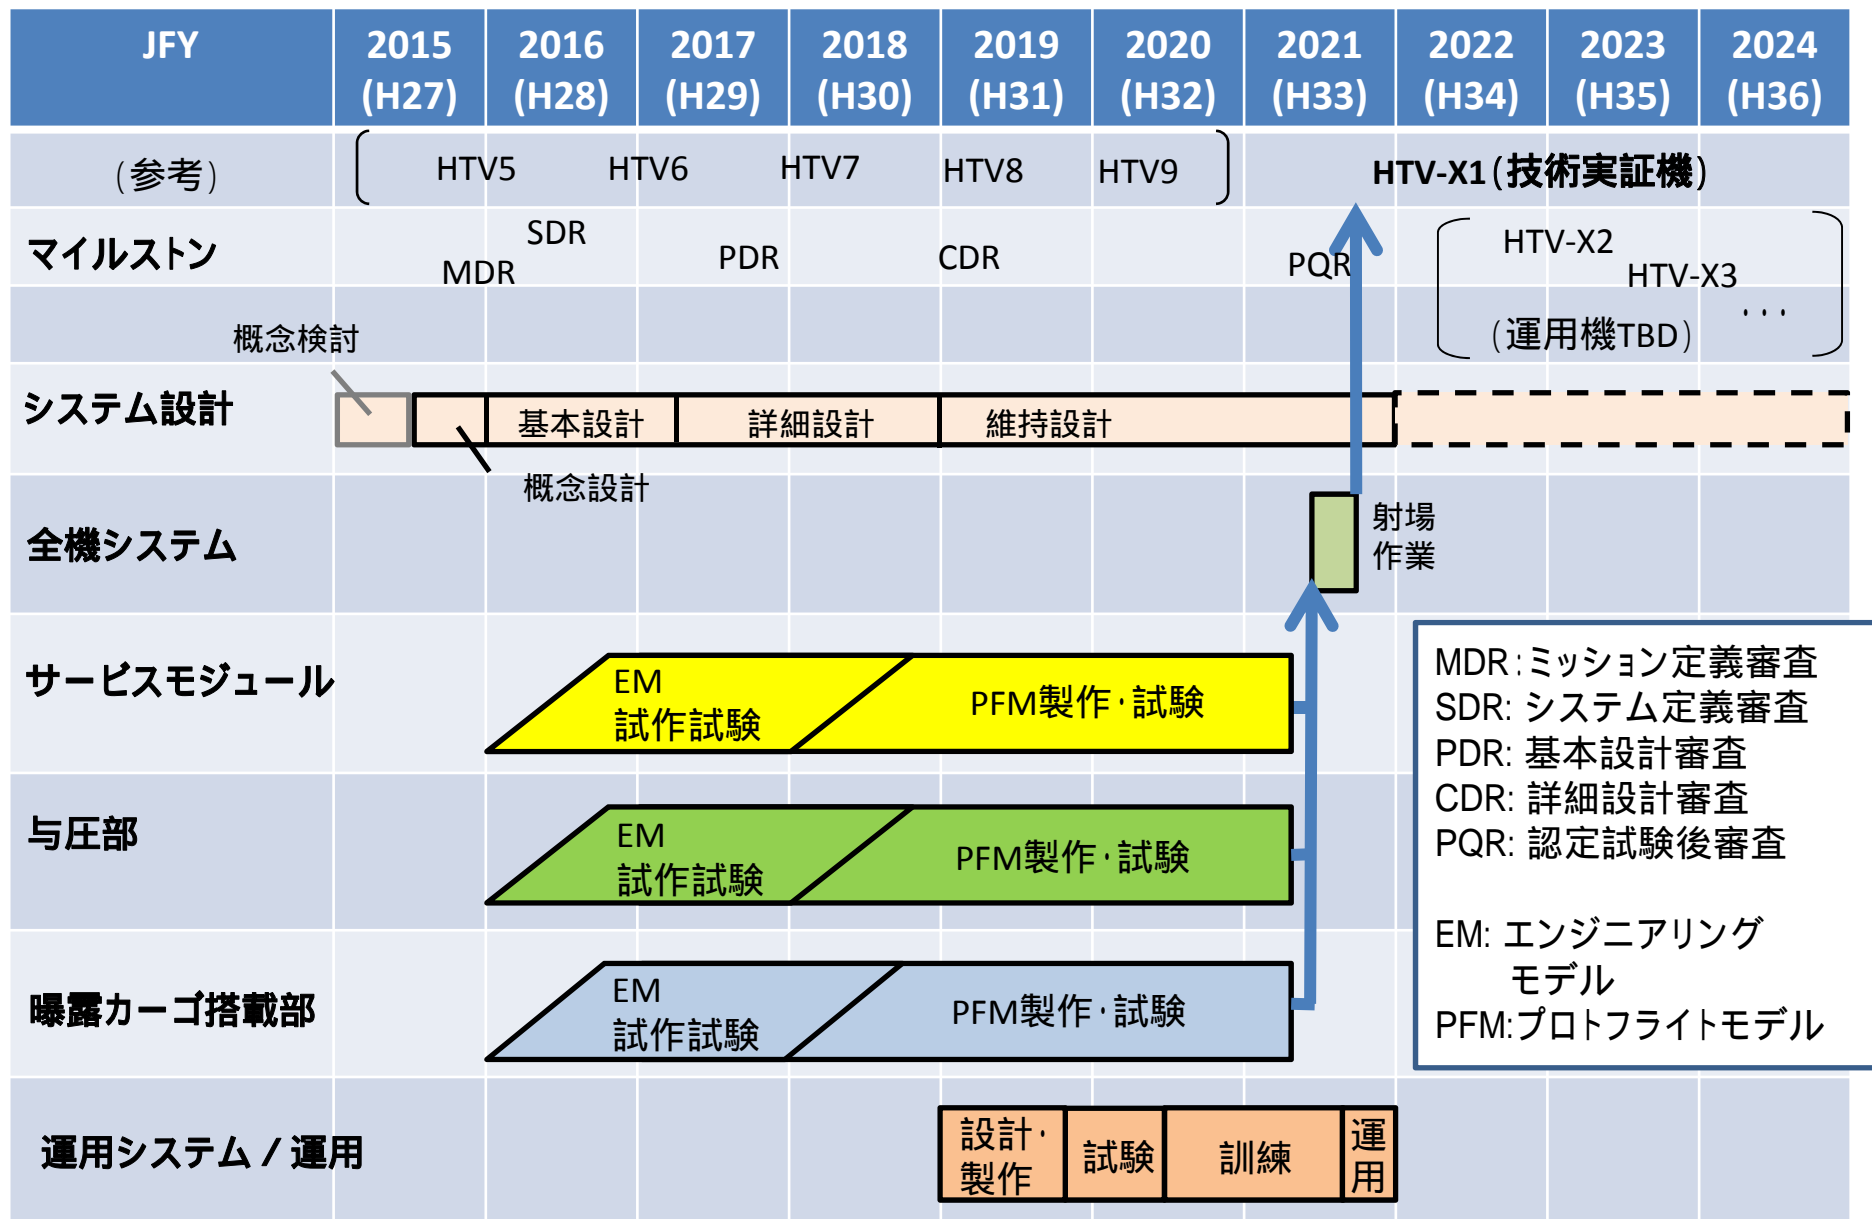 JFY 2015 2016 2017 2018 2019 2020 2021 2022 2023 2024
(H27) (H28) (H29) (H30) (H31) (H32) (H33) (H34) (H35) (H36)
(参考) HTV5 HTV6 HTV7 HTV8 HTV9 HTV-X1(技術実証機)
マイルストン
SDR
MDR
PDR
CDR
PQR
HTV-X2
HTV-X3
・・・
(運用機TBD)
概念検討
システム設計
基本設計 詳細設計 維持設計
概念設計
全機システム
射場
作業
サービスモジュール
EM
試作試験
PFM製作・試験
与圧部
EM
試作試験
PFM製作・試験
曝露カーゴ搭載部
EM
試作試験
PFM製作・試験
運用システム / 運用
設計・
製作
試験
訓練
運
用
MDR:ミッション定義審査
SDR: システム定義審査
PDR: 基本設計審査
CDR: 詳細設計審査
PQR: 認定試験後審査
EM: エンジニアリング
モデル
PFM:プロトフライトモデル